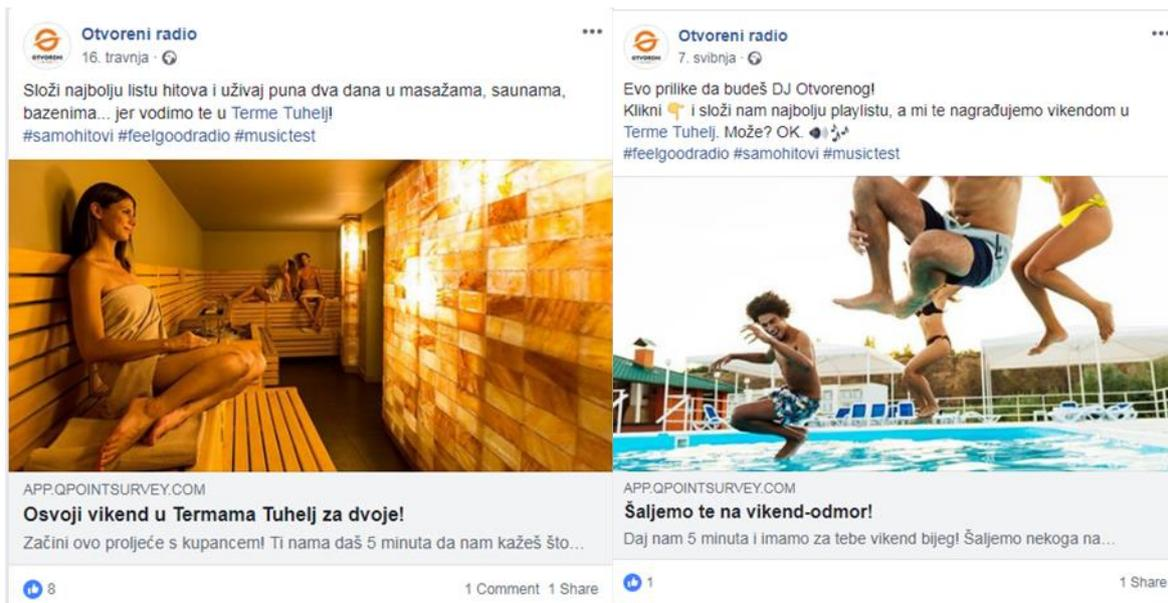 Otvoreni radio
16. travnja
Složi najbolju listu hitova i uživaj puna dva dana u masažama, saunama,
bazenima... jer vodimo te u Terme Tuhelj!
#samohitovi #feelgoodradio #musictest
APP.QPOINTSURVEY.COM
Osvoji vikend u Termama Tuhelj za dvoje!
Začini ovo proljeće s kupancem! Ti nama daš 5 minuta da nam kažeš što...
8
1 Comment 1 Share
OTVORENI
Otvoreni radio
7. svibnja
Evo prilike da budeš DJ Otvorenog!
Klikni 👇 i složi nam najbolju playlistu, a mi te nagrađujemo vikendom u
Terme Tuhelj. Može? OK. 🔊🎶
#feelgoodradio #samohitovi #musictest
APP.QPOINTSURVEY.COM
Šaljemo te na vikend-odmor!
Daj nam 5 minuta i imamo za tebe vikend bijeg! Šaljemo nekoga na...
1
1 Share